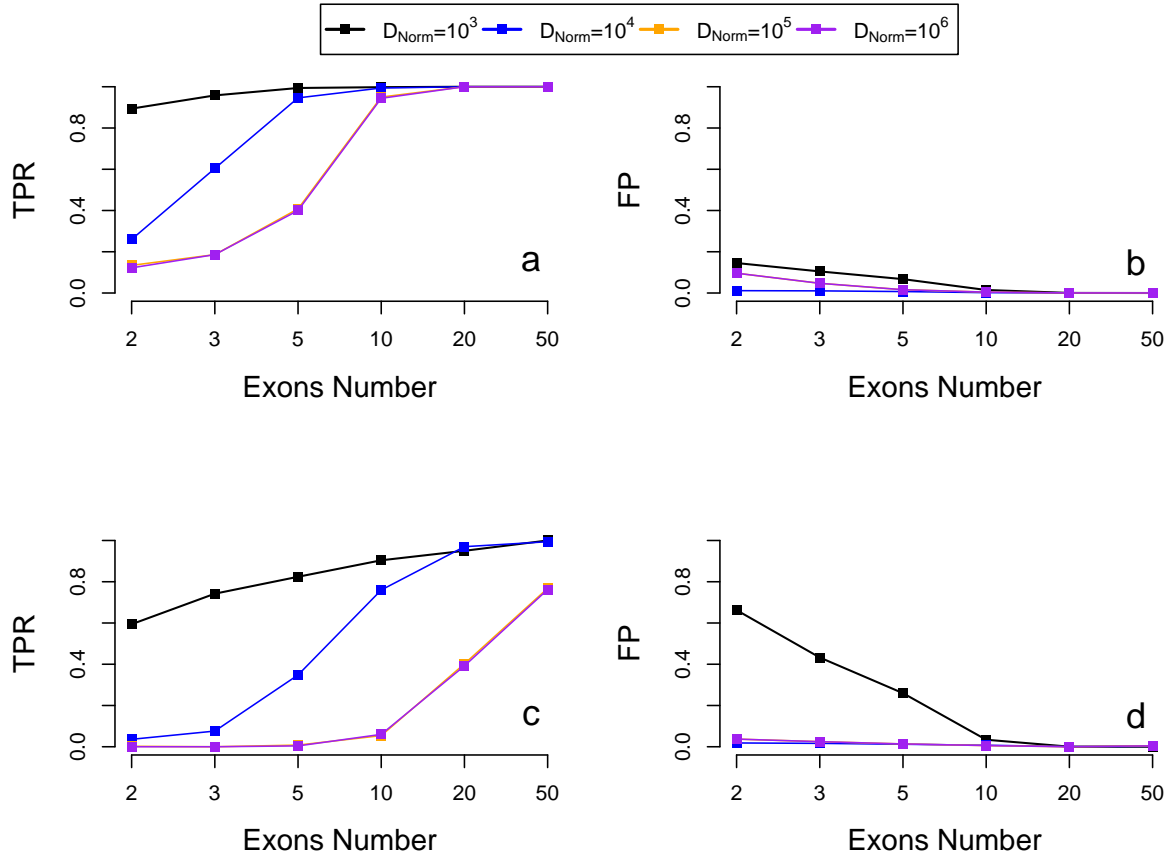 D_Norm=10^3 D_Norm=10^4 D_Norm=10^5 D_Norm=10^6
TPR
0.0 0.4 0.8
2 3 5 10 20 50
Exons Number
a
FP
0.0 0.4 0.8
2 3 5 10 20 50
Exons Number
b
TPR
0.0 0.4 0.8
2 3 5 10 20 50
Exons Number
c
FP
0.0 0.4 0.8
2 3 5 10 20 50
Exons Number
d